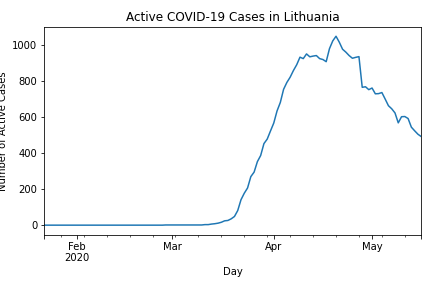 Active COVID-19 Cases in Lithuania
Number of Active Cases
1000
800
600
400
200
0
Feb
2020
Mar
Apr
May
Day